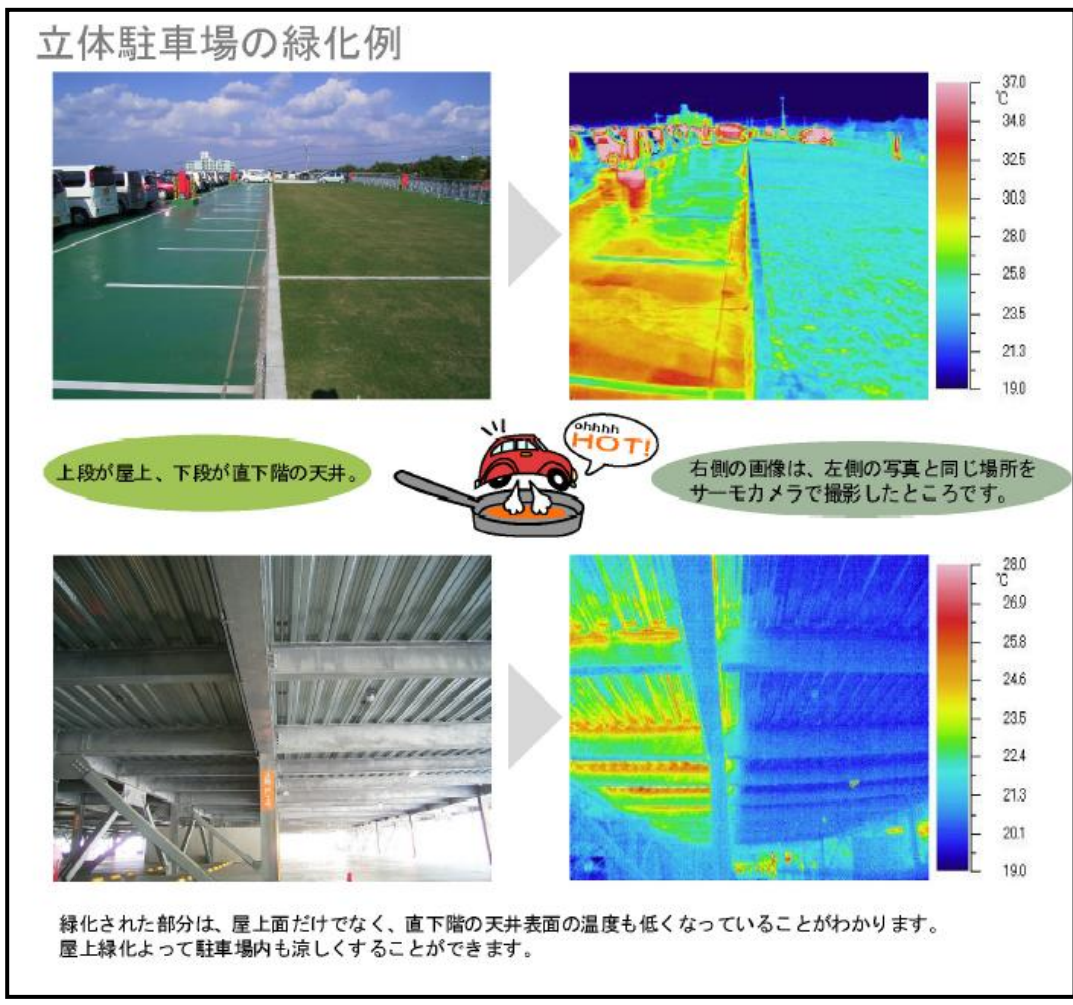 立体駐車場の緑化例
37.0
℃
34.8
32.5
30.3
28.0
25.8
23.5
21.3
19.0
上段が屋上、下段が直下階の天井。
ohhhh
HOT!
右側の画像は、左側の写真と同じ場所を
サーモカメラで撮影したところです。
28.0
℃
26.9
25.8
24.6
23.5
22.4
21.3
20.1
19.0
緑化された部分は、屋上面だけでなく、直下階の天井表面の温度も低くなっていることがわかります。
屋上緑化よって駐車場内も涼しくすることができます。